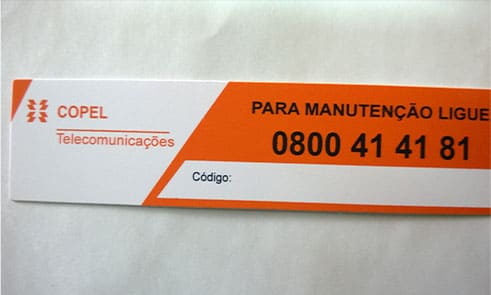 COPEL
Telecomunicações
PARA MANUTENÇÃO LIGUE
0800 41 41 81
Código: